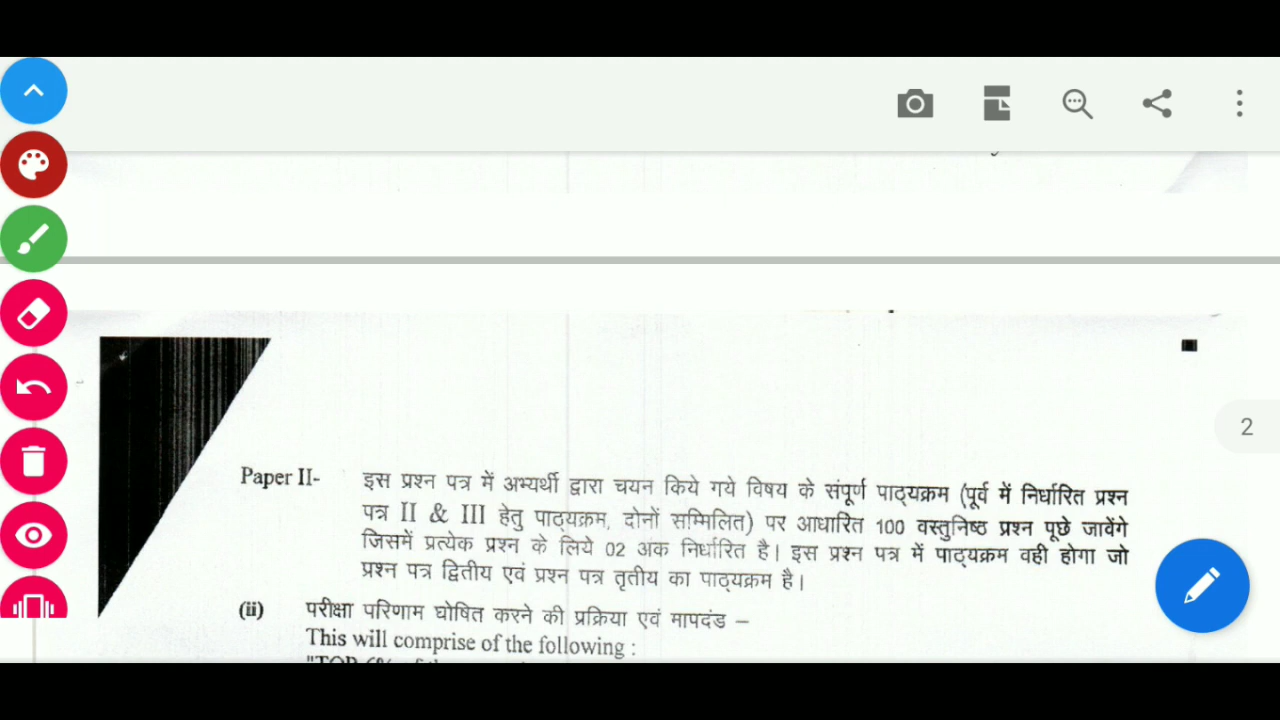 2
Paper II- इस प्रश्न पत्र में अभ्यर्थी द्वारा चयन किये गये विषय के संपूर्ण पाठ्यक्रम (पूर्व में निर्धारित प्रश्न
पत्र II & III हेतु पाठ्यक्रम, दोनों सम्मिलित) पर आधारित 100 वस्तुनिष्ठ प्रश्न पूछे जावेंगे
जिसमें प्रत्येक प्रश्न के लिये 02 अंक निर्धारित है। इस प्रश्न पत्र में पाठ्यक्रम वही होगा जो
प्रश्न पत्र द्वितीय एवं प्रश्न पत्र तृतीय का पाठ्यक्रम है।
(ii) परीक्षा परिणाम घोषित करने की प्रक्रिया एवं मापदंड –
This will comprise of the following :